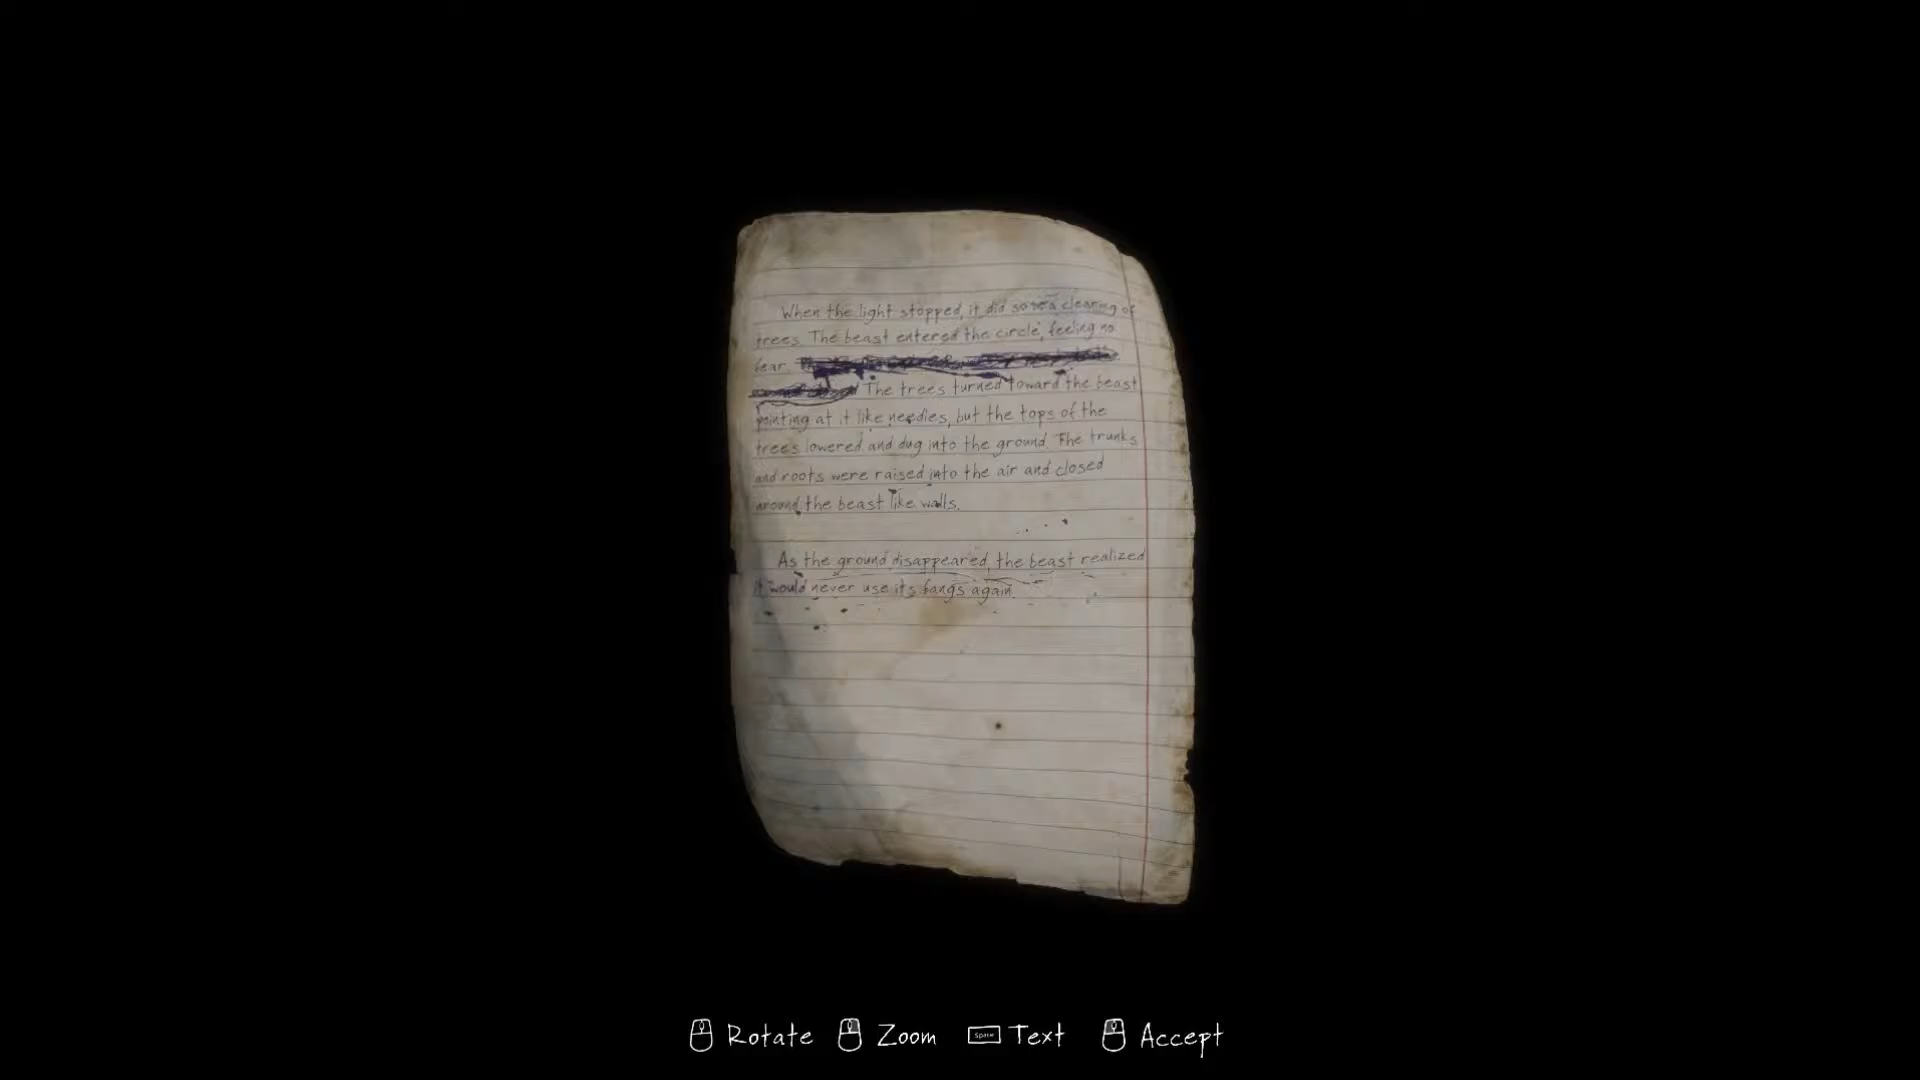 When the light stopped, it did so a clearing of
trees. The beast entered the circle, feeling no
fear.
The trees turned toward the beast
pointing at it like needles, but the tops of the
trees lowered and dug into the ground. The trunks
and roots were raised into the air and closed
around the beast like walls.
As the ground disappeared, the beast realized
it would never use its fangs again.
Rotate Zoom Space Text Accept